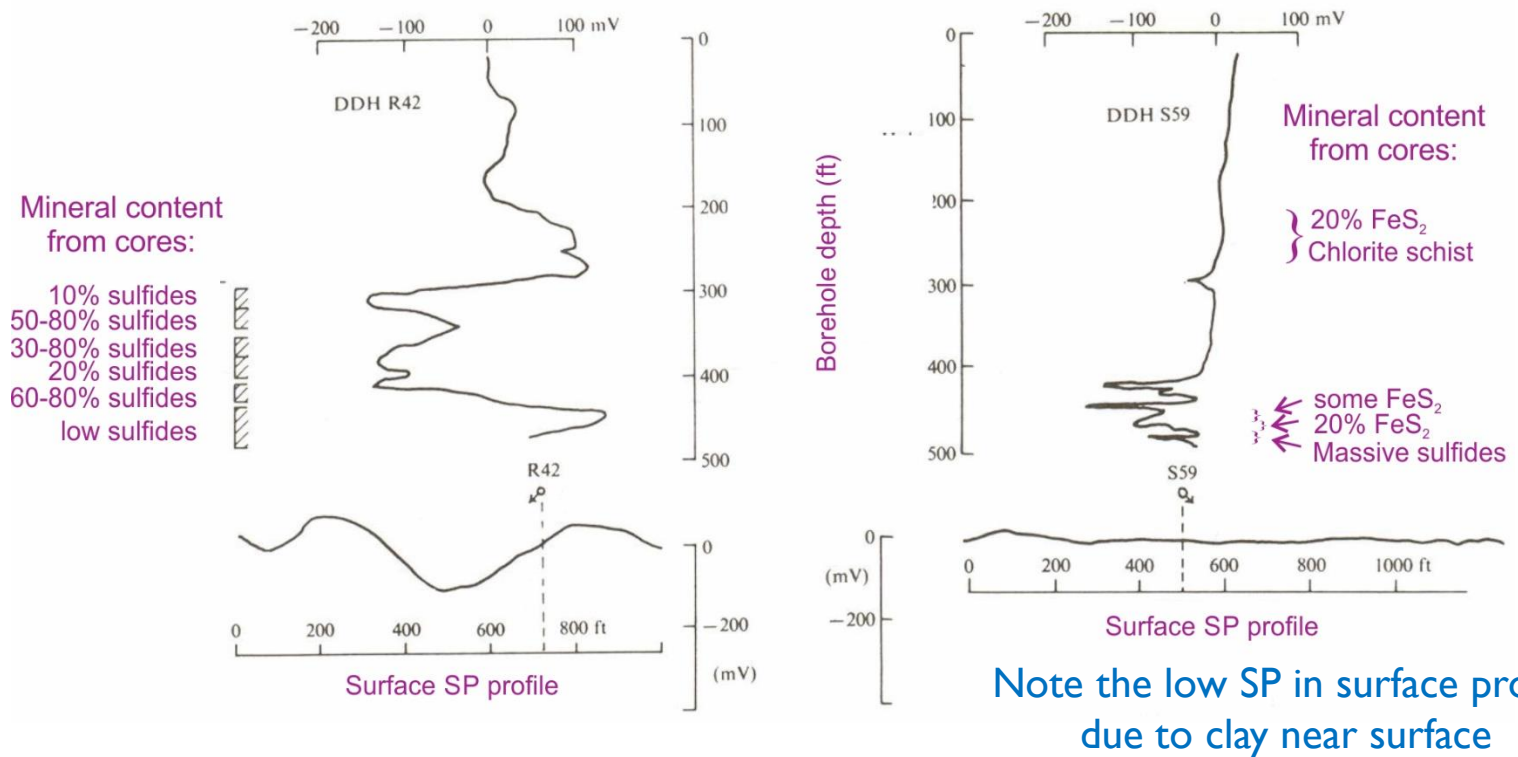 −200 −100 0 100 mV
DDH R42
0
100
200
300
400
500
Mineral content
from cores:
10% sulfides
50-80% sulfides
30-80% sulfides
20% sulfides
60-80% sulfides
low sulfides
R42
0
−200
(mV)
0 200 400 600 800 ft
Surface SP profile
−200 −100 0 100 mV
DDH S59
Borehole depth (ft)
0
100
200
300
400
500
Mineral content
from cores:
20% FeS₂
Chlorite schist
some FeS₂
20% FeS₂
Massive sulfides
S59
0
(mV)
−200
0 200 400 600 800 1000 ft
Surface SP profile
Note the low SP in surface pro
due to clay near surface